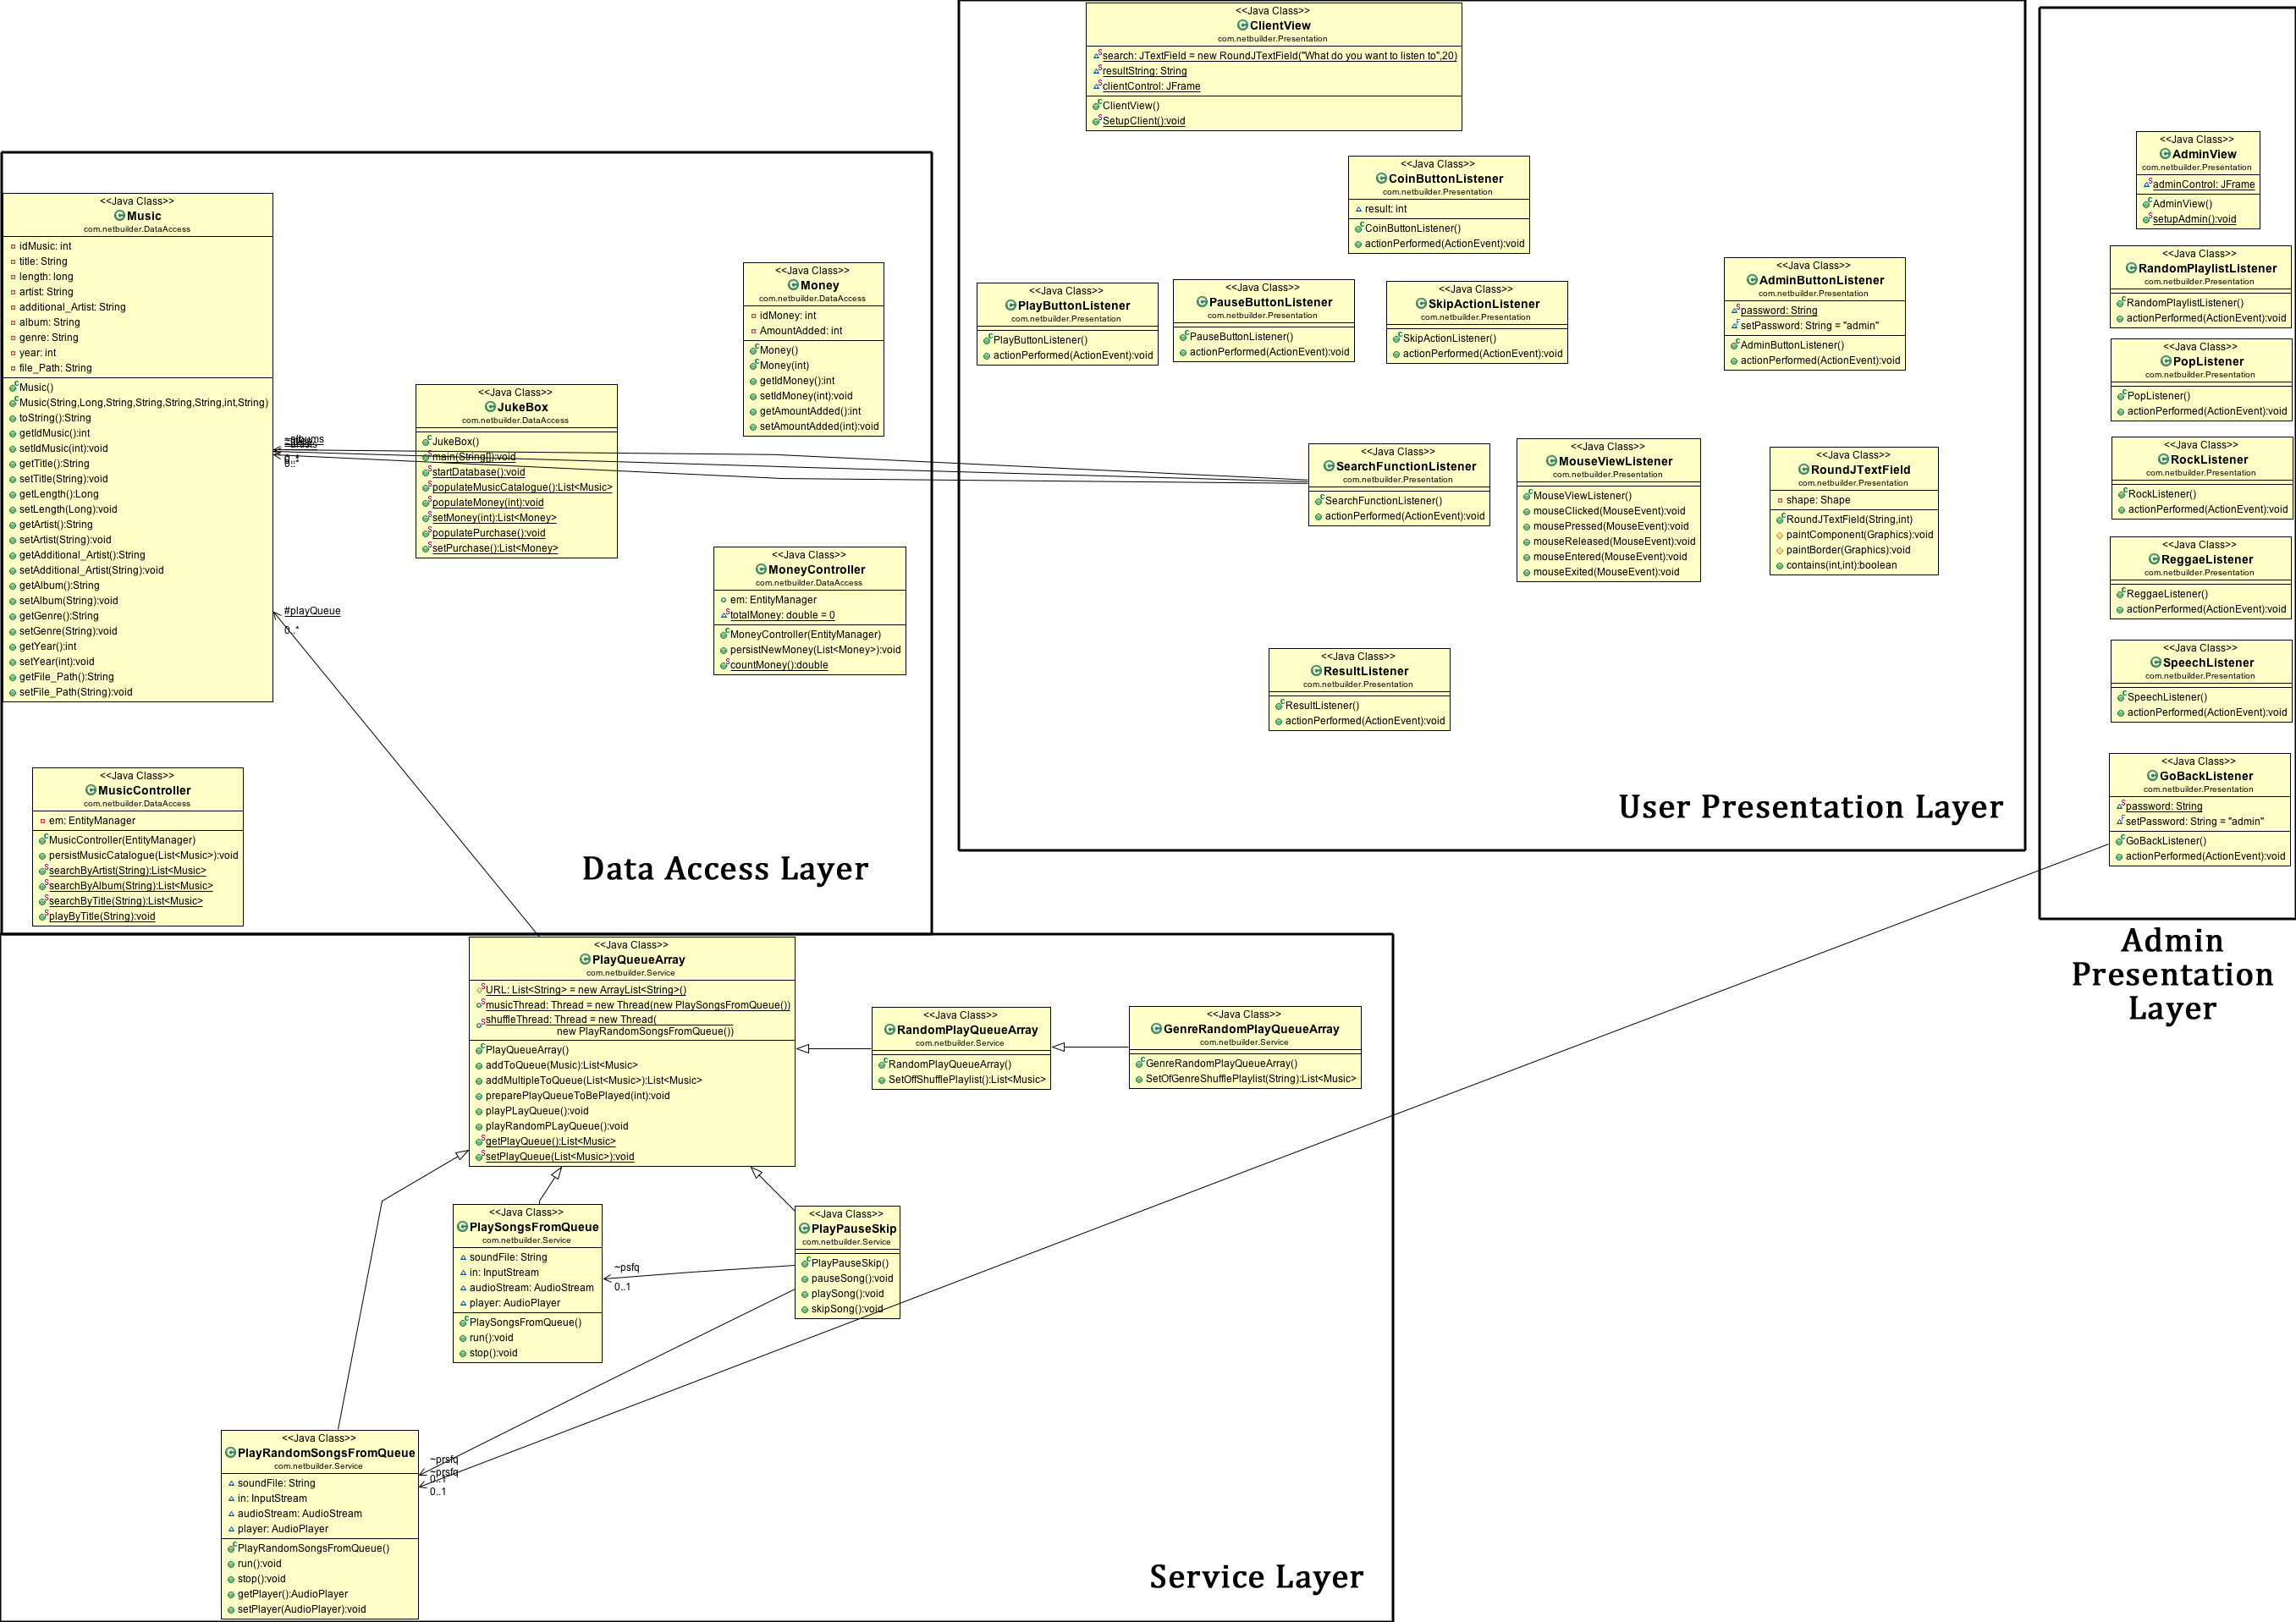 <<Java Class>>
ClientView
com.netbuilder.Presentation
search: JTextField = new RoundJTextField("What do you want to listen to",20)
resultString: String
clientControl: JFrame
ClientView()
SetupClient():void
<<Java Class>>
CoinButtonListener
com.netbuilder.Presentation
result: int
CoinButtonListener()
actionPerformed(ActionEvent):void
<<Java Class>>
PlayButtonListener
com.netbuilder.Presentation
PlayButtonListener()
actionPerformed(ActionEvent):void
<<Java Class>>
PauseButtonListener
com.netbuilder.Presentation
PauseButtonListener()
actionPerformed(ActionEvent):void
<<Java Class>>
SkipActionListener
com.netbuilder.Presentation
SkipActionListener()
actionPerformed(ActionEvent):void
<<Java Class>>
AdminButtonListener
com.netbuilder.Presentation
password: String
setPassword: String = "admin"
AdminButtonListener()
actionPerformed(ActionEvent):void
<<Java Class>>
SearchFunctionListener
com.netbuilder.Presentation
SearchFunctionListener()
actionPerformed(ActionEvent):void
<<Java Class>>
MouseViewListener
com.netbuilder.Presentation
MouseViewListener()
mouseClicked(MouseEvent):void
mousePressed(MouseEvent):void
mouseReleased(MouseEvent):void
mouseEntered(MouseEvent):void
mouseExited(MouseEvent):void
<<Java Class>>
RoundJTextField
com.netbuilder.Presentation
shape: Shape
RoundJTextField(String,int)
paintComponent(Graphics):void
paintBorder(Graphics):void
contains(int,int):boolean
<<Java Class>>
ResultListener
com.netbuilder.Presentation
ResultListener()
actionPerformed(ActionEvent):void
User Presentation Layer
<<Java Class>>
AdminView
com.netbuilder.Presentation
adminControl: JFrame
AdminView()
setupAdmin():void
<<Java Class>>
RandomPlaylistListener
com.netbuilder.Presentation
RandomPlaylistListener()
actionPerformed(ActionEvent):void
<<Java Class>>
PopListener
com.netbuilder.Presentation
PopListener()
actionPerformed(ActionEvent):void
<<Java Class>>
RockListener
com.netbuilder.Presentation
RockListener()
actionPerformed(ActionEvent):void
<<Java Class>>
ReggaeListener
com.netbuilder.Presentation
ReggaeListener()
actionPerformed(ActionEvent):void
<<Java Class>>
SpeechListener
com.netbuilder.Presentation
SpeechListener()
actionPerformed(ActionEvent):void
<<Java Class>>
GoBackListener
com.netbuilder.Presentation
password: String
setPassword: String = "admin"
GoBackListener()
actionPerformed(ActionEvent):void
Admin
Presentation
Layer
<<Java Class>>
Music
com.netbuilder.DataAccess
idMusic: int
title: String
length: long
artist: String
additional_Artist: String
album: String
genre: String
year: int
file_Path: String
Music()
Music(String,Long,String,String,String,String,int,String)
toString():String
getIdMusic():int
setIdMusic(int):void
getTitle():String
setTitle(String):void
getLength():Long
setLength(Long):void
getArtist():String
setArtist(String):void
getAdditional_Artist():String
setAdditional_Artist(String):void
getAlbum():String
setAlbum(String):void
getGenre():String
setGenre(String):void
getYear():int
setYear(int):void
getFile_Path():String
setFile_Path(String):void
~albums
0..*
#playQueue
0..*
<<Java Class>>
JukeBox
com.netbuilder.DataAccess
JukeBox()
main(String[]):void
startDatabase():void
populateMusicCatalogue():List<Music>
populateMoney(int):void
setMoney(int):List<Money>
populatePurchase():void
setPurchase():List<Money>
<<Java Class>>
Money
com.netbuilder.DataAccess
idMoney: int
AmountAdded: int
Money()
Money(int)
getIdMoney():int
setIdMoney(int):void
getAmountAdded():int
setAmountAdded(int):void
<<Java Class>>
MoneyController
com.netbuilder.DataAccess
em: EntityManager
totalMoney: double = 0
MoneyController(EntityManager)
persistNewMoney(List<Money>):void
countMoney():double
<<Java Class>>
MusicController
com.netbuilder.DataAccess
em: EntityManager
MusicController(EntityManager)
persistMusicCatalogue(List<Music>):void
searchByArtist(String):List<Music>
searchByAlbum(String):List<Music>
searchByTitle(String):List<Music>
playByTitle(String):void
Data Access Layer
<<Java Class>>
PlayQueueArray
com.netbuilder.Service
URL: List<String> = new ArrayList<String>()
musicThread: Thread = new Thread(new PlaySongsFromQueue())
shuffleThread: Thread = new Thread(
new PlayRandomSongsFromQueue())
PlayQueueArray()
addToQueue(Music):List<Music>
addMultipleToQueue(List<Music>):List<Music>
preparePlayQueueToBePlayed(int):void
playPLayQueue():void
playRandomPLayQueue():void
getPlayQueue():List<Music>
setPlayQueue(List<Music>):void
<<Java Class>>
RandomPlayQueueArray
com.netbuilder.Service
RandomPlayQueueArray()
SetOffShufflePlaylist():List<Music>
<<Java Class>>
GenreRandomPlayQueueArray
com.netbuilder.Service
GenreRandomPlayQueueArray()
SetOfGenreShufflePlaylist(String):List<Music>
<<Java Class>>
PlaySongsFromQueue
com.netbuilder.Service
soundFile: String
in: InputStream
audioStream: AudioStream
player: AudioPlayer
PlaySongsFromQueue()
run():void
stop():void
~psfq
0..1
<<Java Class>>
PlayPauseSkip
com.netbuilder.Service
PlayPauseSkip()
pauseSong():void
playSong():void
skipSong():void
<<Java Class>>
PlayRandomSongsFromQueue
com.netbuilder.Service
soundFile: String
in: InputStream
audioStream: AudioStream
player: AudioPlayer
PlayRandomSongsFromQueue()
run():void
stop():void
getPlayer():AudioPlayer
setPlayer(AudioPlayer):void
~prsfq
~prsfq
0..1
0..1
Service Layer